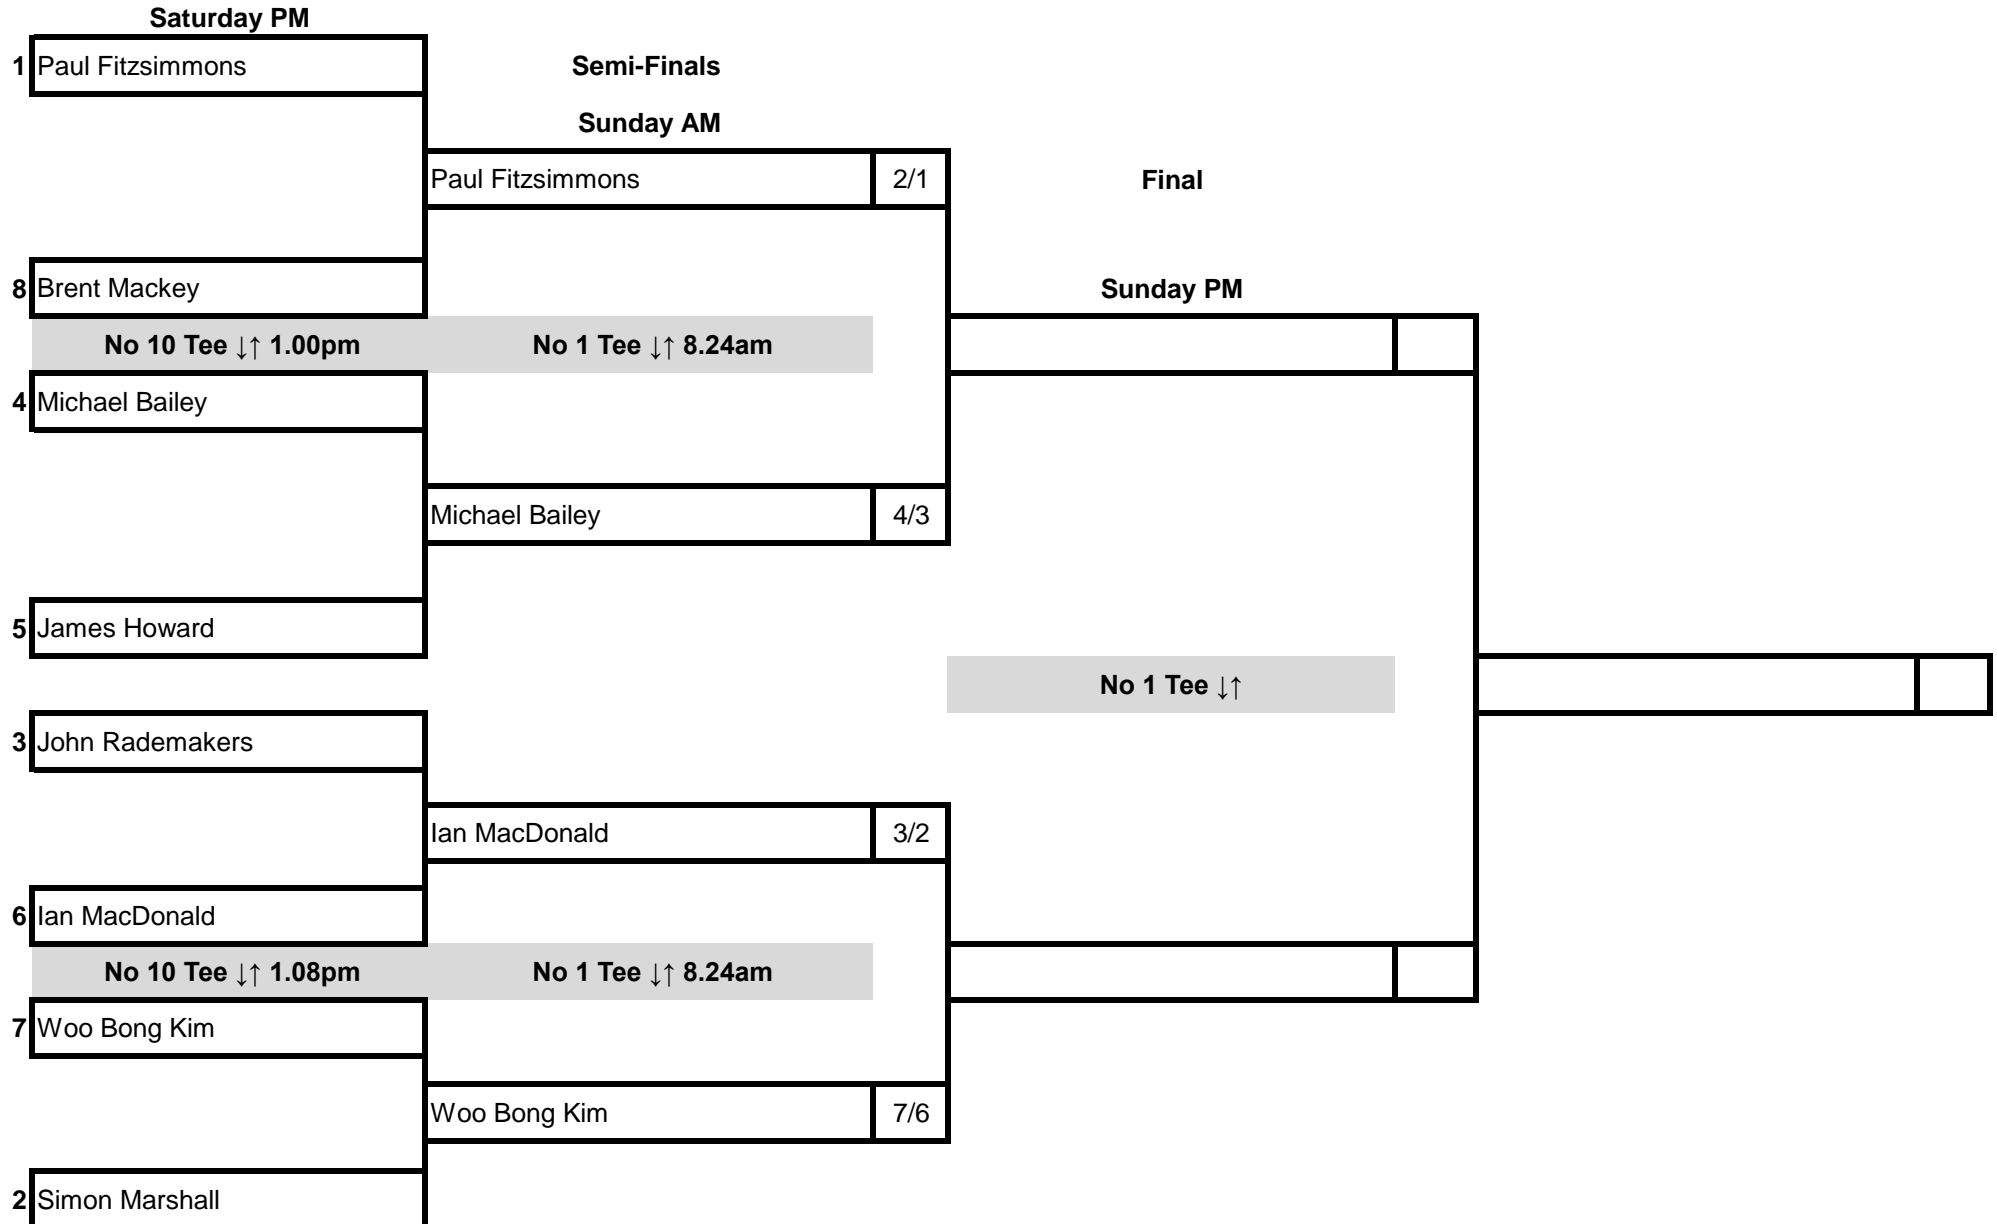 Saturday PM
1 Paul Fitzsimmons
Semi-Finals
Sunday AM
Paul Fitzsimmons 2/1
Final
8 Brent Mackey
Sunday PM
No 10 Tee ↓↑ 1.00pm No 1 Tee ↓↑ 8.24am
4 Michael Bailey
Michael Bailey 4/3
5 James Howard
No 1 Tee ↓↑
3 John Rademakers
Ian MacDonald 3/2
6 Ian MacDonald
No 10 Tee ↓↑ 1.08pm No 1 Tee ↓↑ 8.24am
7 Woo Bong Kim
Woo Bong Kim 7/6
2 Simon Marshall